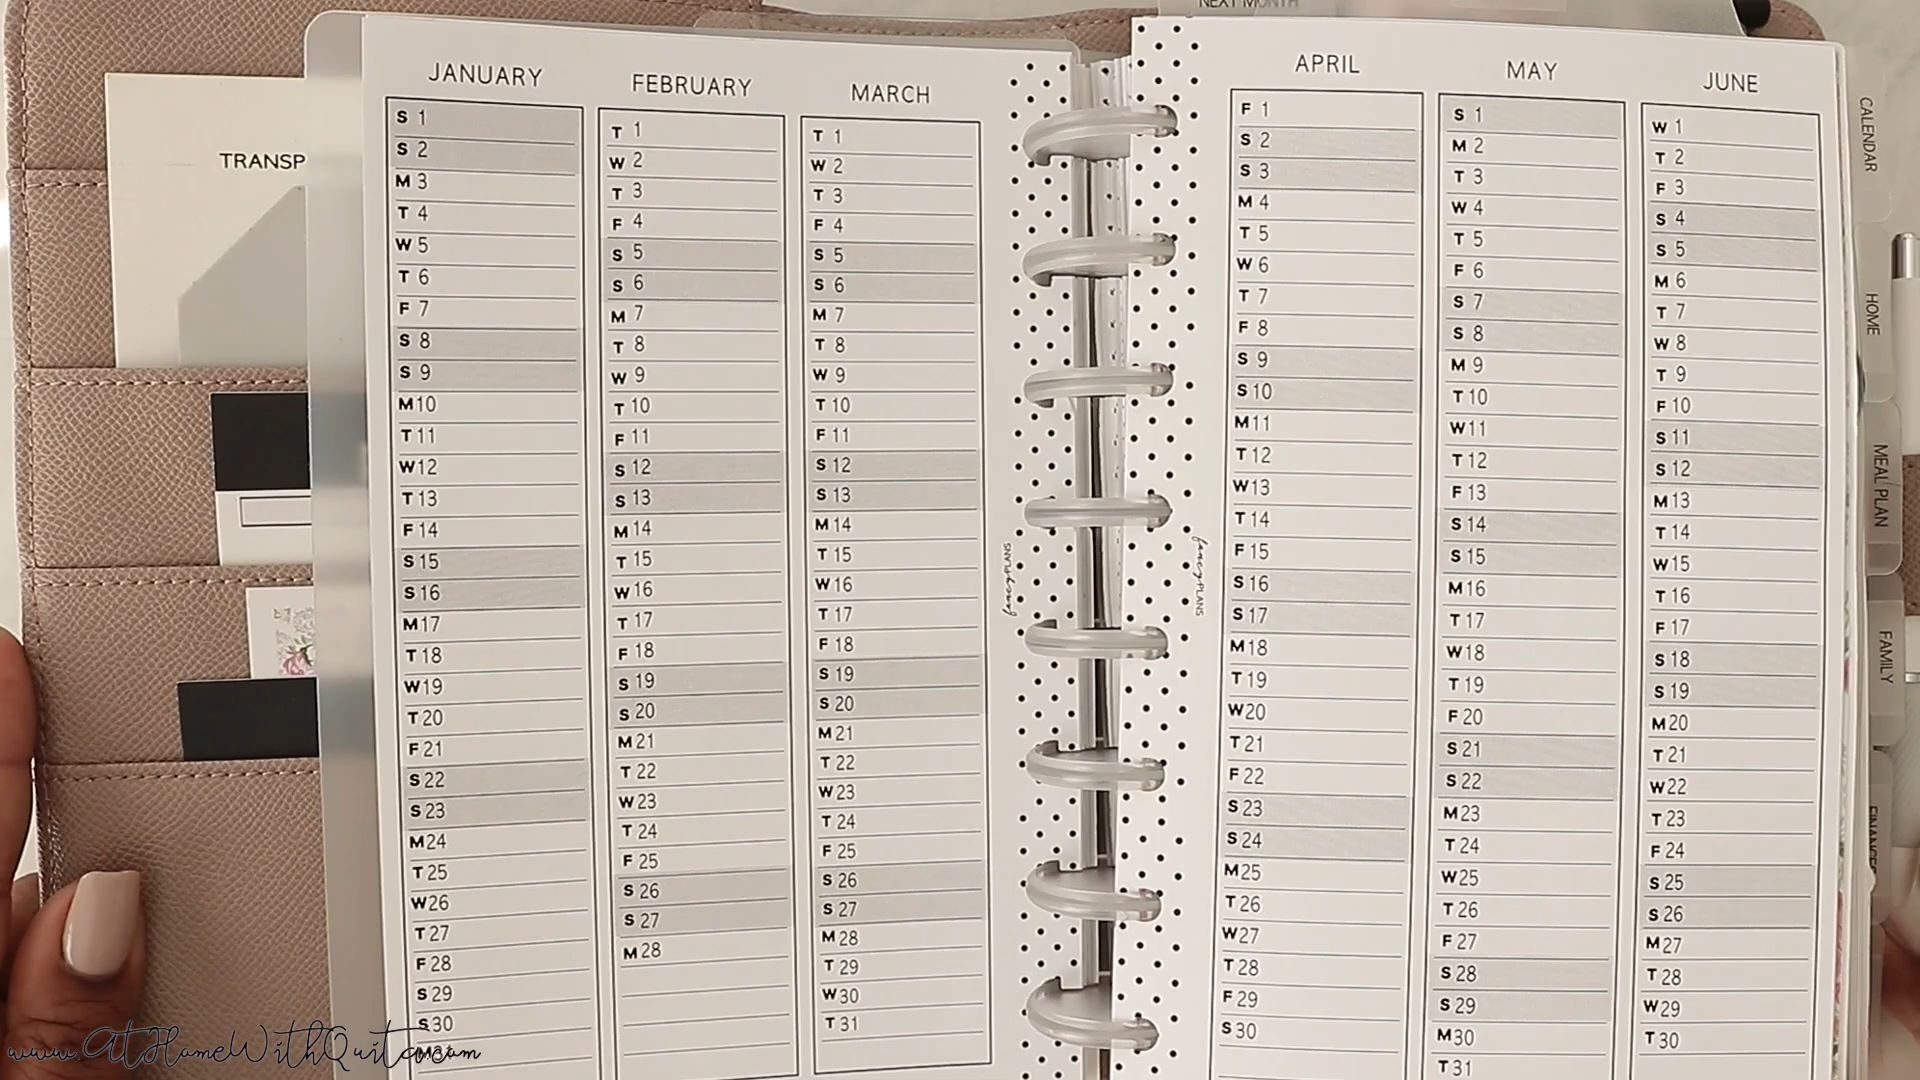 NEXT MONTH
TRANSP
JANUARY
S 1
S 2
M 3
T 4
W 5
T 6
F 7
S 8
S 9
M 10
T 11
W 12
T 13
F 14
S 15
S 16
M 17
T 18
W 19
T 20
F 21
S 22
S 23
M 24
T 25
W 26
T 27
F 28
S 29
S 30
FEBRUARY
T 1
W 2
T 3
F 4
S 5
S 6
M 7
T 8
W 9
T 10
F 11
S 12
S 13
M 14
T 15
W 16
T 17
F 18
S 19
S 20
M 21
T 22
W 23
T 24
F 25
S 26
S 27
M 28
MARCH
T 1
W 2
T 3
F 4
S 5
S 6
M 7
T 8
W 9
T 10
F 11
S 12
S 13
M 14
T 15
W 16
T 17
F 18
S 19
S 20
M 21
T 22
W 23
T 24
F 25
S 26
S 27
M 28
T 29
W 30
T 31
fancyPLANS
fancyPLANS
APRIL
F 1
S 2
S 3
M 4
T 5
W 6
T 7
F 8
S 9
S 10
M 11
T 12
W 13
T 14
F 15
S 16
S 17
M 18
T 19
W 20
T 21
F 22
S 23
S 24
M 25
T 26
W 27
T 28
F 29
S 30
MAY
S 1
M 2
T 3
W 4
T 5
F 6
S 7
S 8
M 9
T 10
W 11
T 12
F 13
S 14
S 15
M 16
T 17
W 18
T 19
F 20
S 21
S 22
M 23
T 24
W 25
T 26
F 27
S 28
S 29
M 30
T 31
JUNE
W 1
T 2
F 3
S 4
S 5
M 6
T 7
W 8
T 9
F 10
S 11
S 12
M 13
T 14
W 15
T 16
F 17
S 18
S 19
M 20
T 21
W 22
T 23
F 24
S 25
S 26
M 27
T 28
W 29
T 30
CALENDAR
HOME
MEAL PLAN
FAMILY
FINANCES
www.AtHomeWithQuita.com